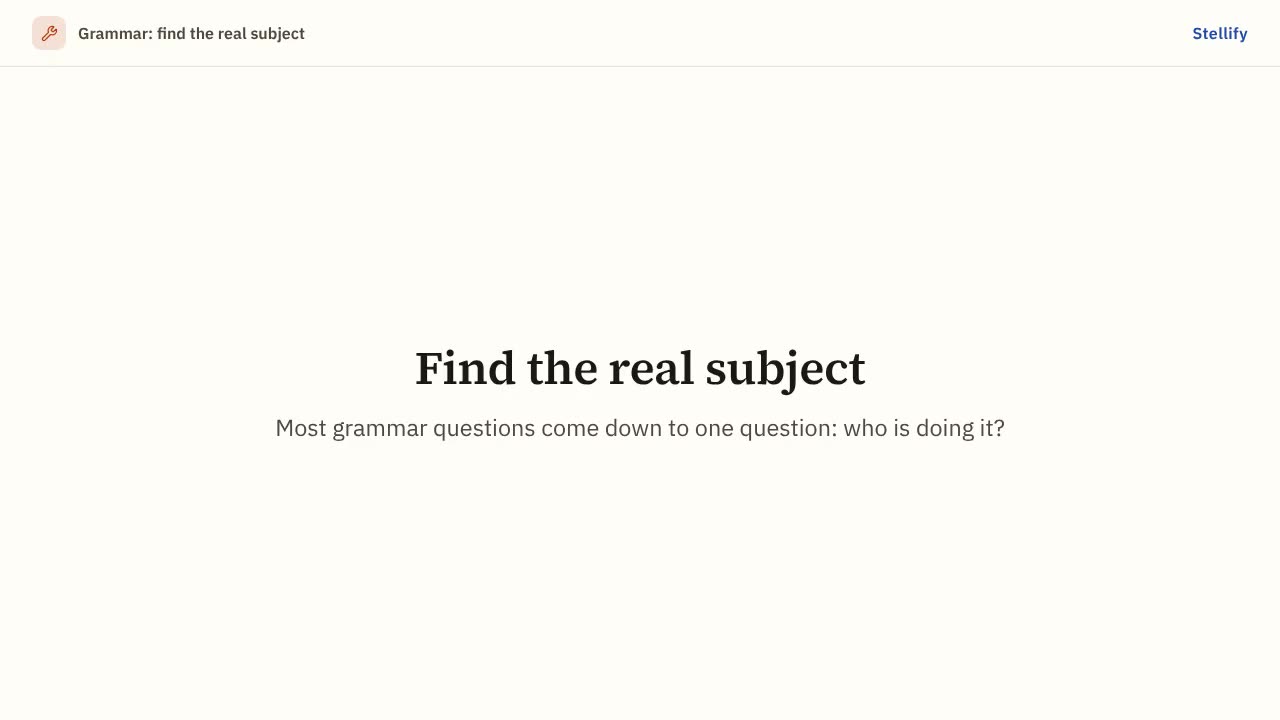 Grammar: find the real subject
Stellify
Find the real subject
Most grammar questions come down to one question: who is doing it?